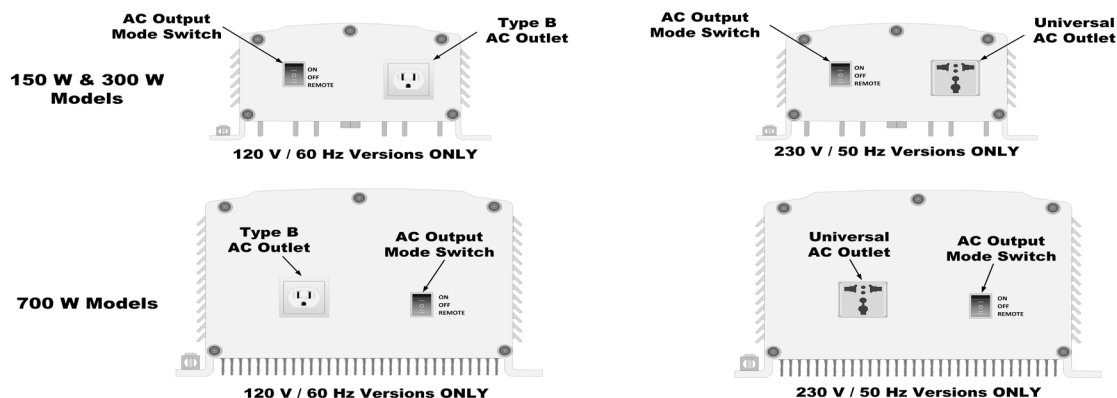 AC Output
Mode Switch
Type B
AC Outlet
150 W & 300 W
Models
ON
OFF
REMOTE
120 V / 60 Hz Versions ONLY
AC Output
Mode Switch
Universal
AC Outlet
ON
OFF
REMOTE
230 V / 50 Hz Versions ONLY
700 W Models
Type B
AC Outlet
AC Output
Mode Switch
ON
OFF
REMOTE
120 V / 60 Hz Versions ONLY
Universal
AC Outlet
AC Output
Mode Switch
ON
OFF
REMOTE
230 V / 50 Hz Versions ONLY